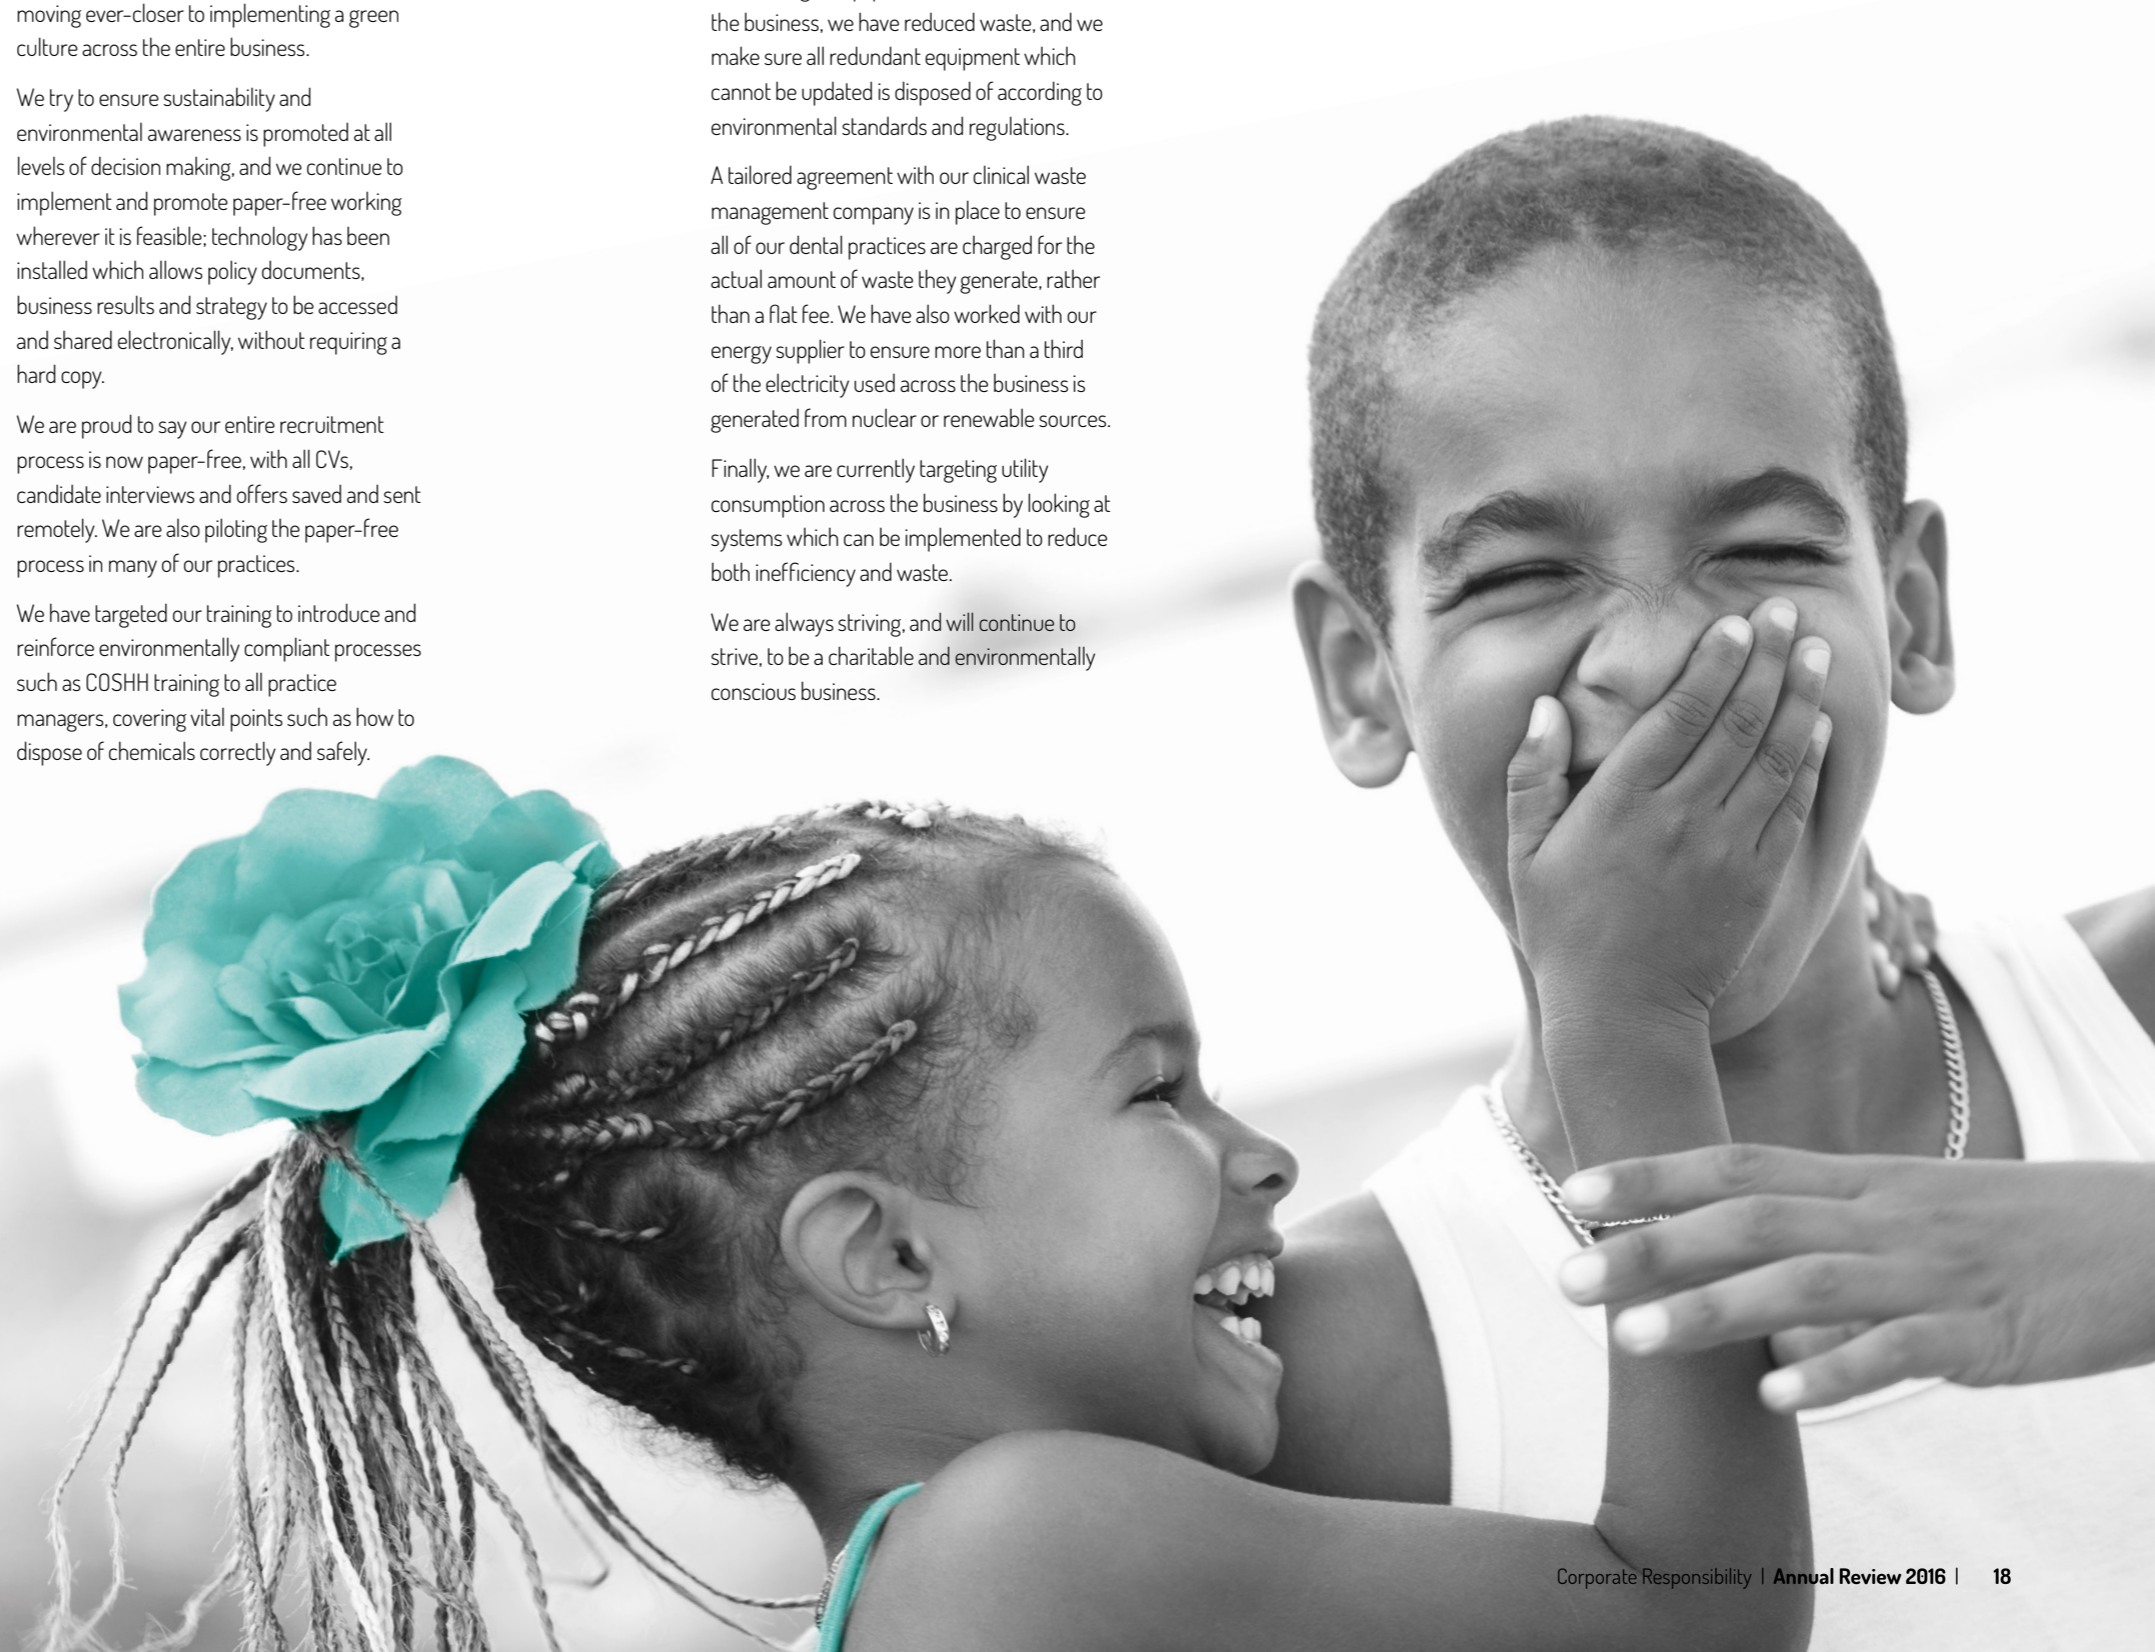 moving ever-closer to implementing a green
culture across the entire business.
We try to ensure sustainability and
environmental awareness is promoted at all
levels of decision making, and we continue to
implement and promote paper-free working
wherever it is feasible; technology has been
installed which allows policy documents,
business results and strategy to be accessed
and shared electronically, without requiring a
hard copy.
We are proud to say our entire recruitment
process is now paper-free, with all CVs,
candidate interviews and offers saved and sent
remotely. We are also piloting the paper-free
process in many of our practices.
We have targeted our training to introduce and
reinforce environmentally compliant processes
such as COSHH training to all practice
managers, covering vital points such as how to
dispose of chemicals correctly and safely.
the business, we have reduced waste, and we
make sure all redundant equipment which
cannot be updated is disposed of according to
environmental standards and regulations.
A tailored agreement with our clinical waste
management company is in place to ensure
all of our dental practices are charged for the
actual amount of waste they generate, rather
than a flat fee. We have also worked with our
energy supplier to ensure more than a third
of the electricity used across the business is
generated from nuclear or renewable sources.
Finally, we are currently targeting utility
consumption across the business by looking at
systems which can be implemented to reduce
both inefficiency and waste.
We are always striving, and will continue to
strive, to be a charitable and environmentally
conscious business.
Corporate Responsibility | Annual Review 2016 | 18